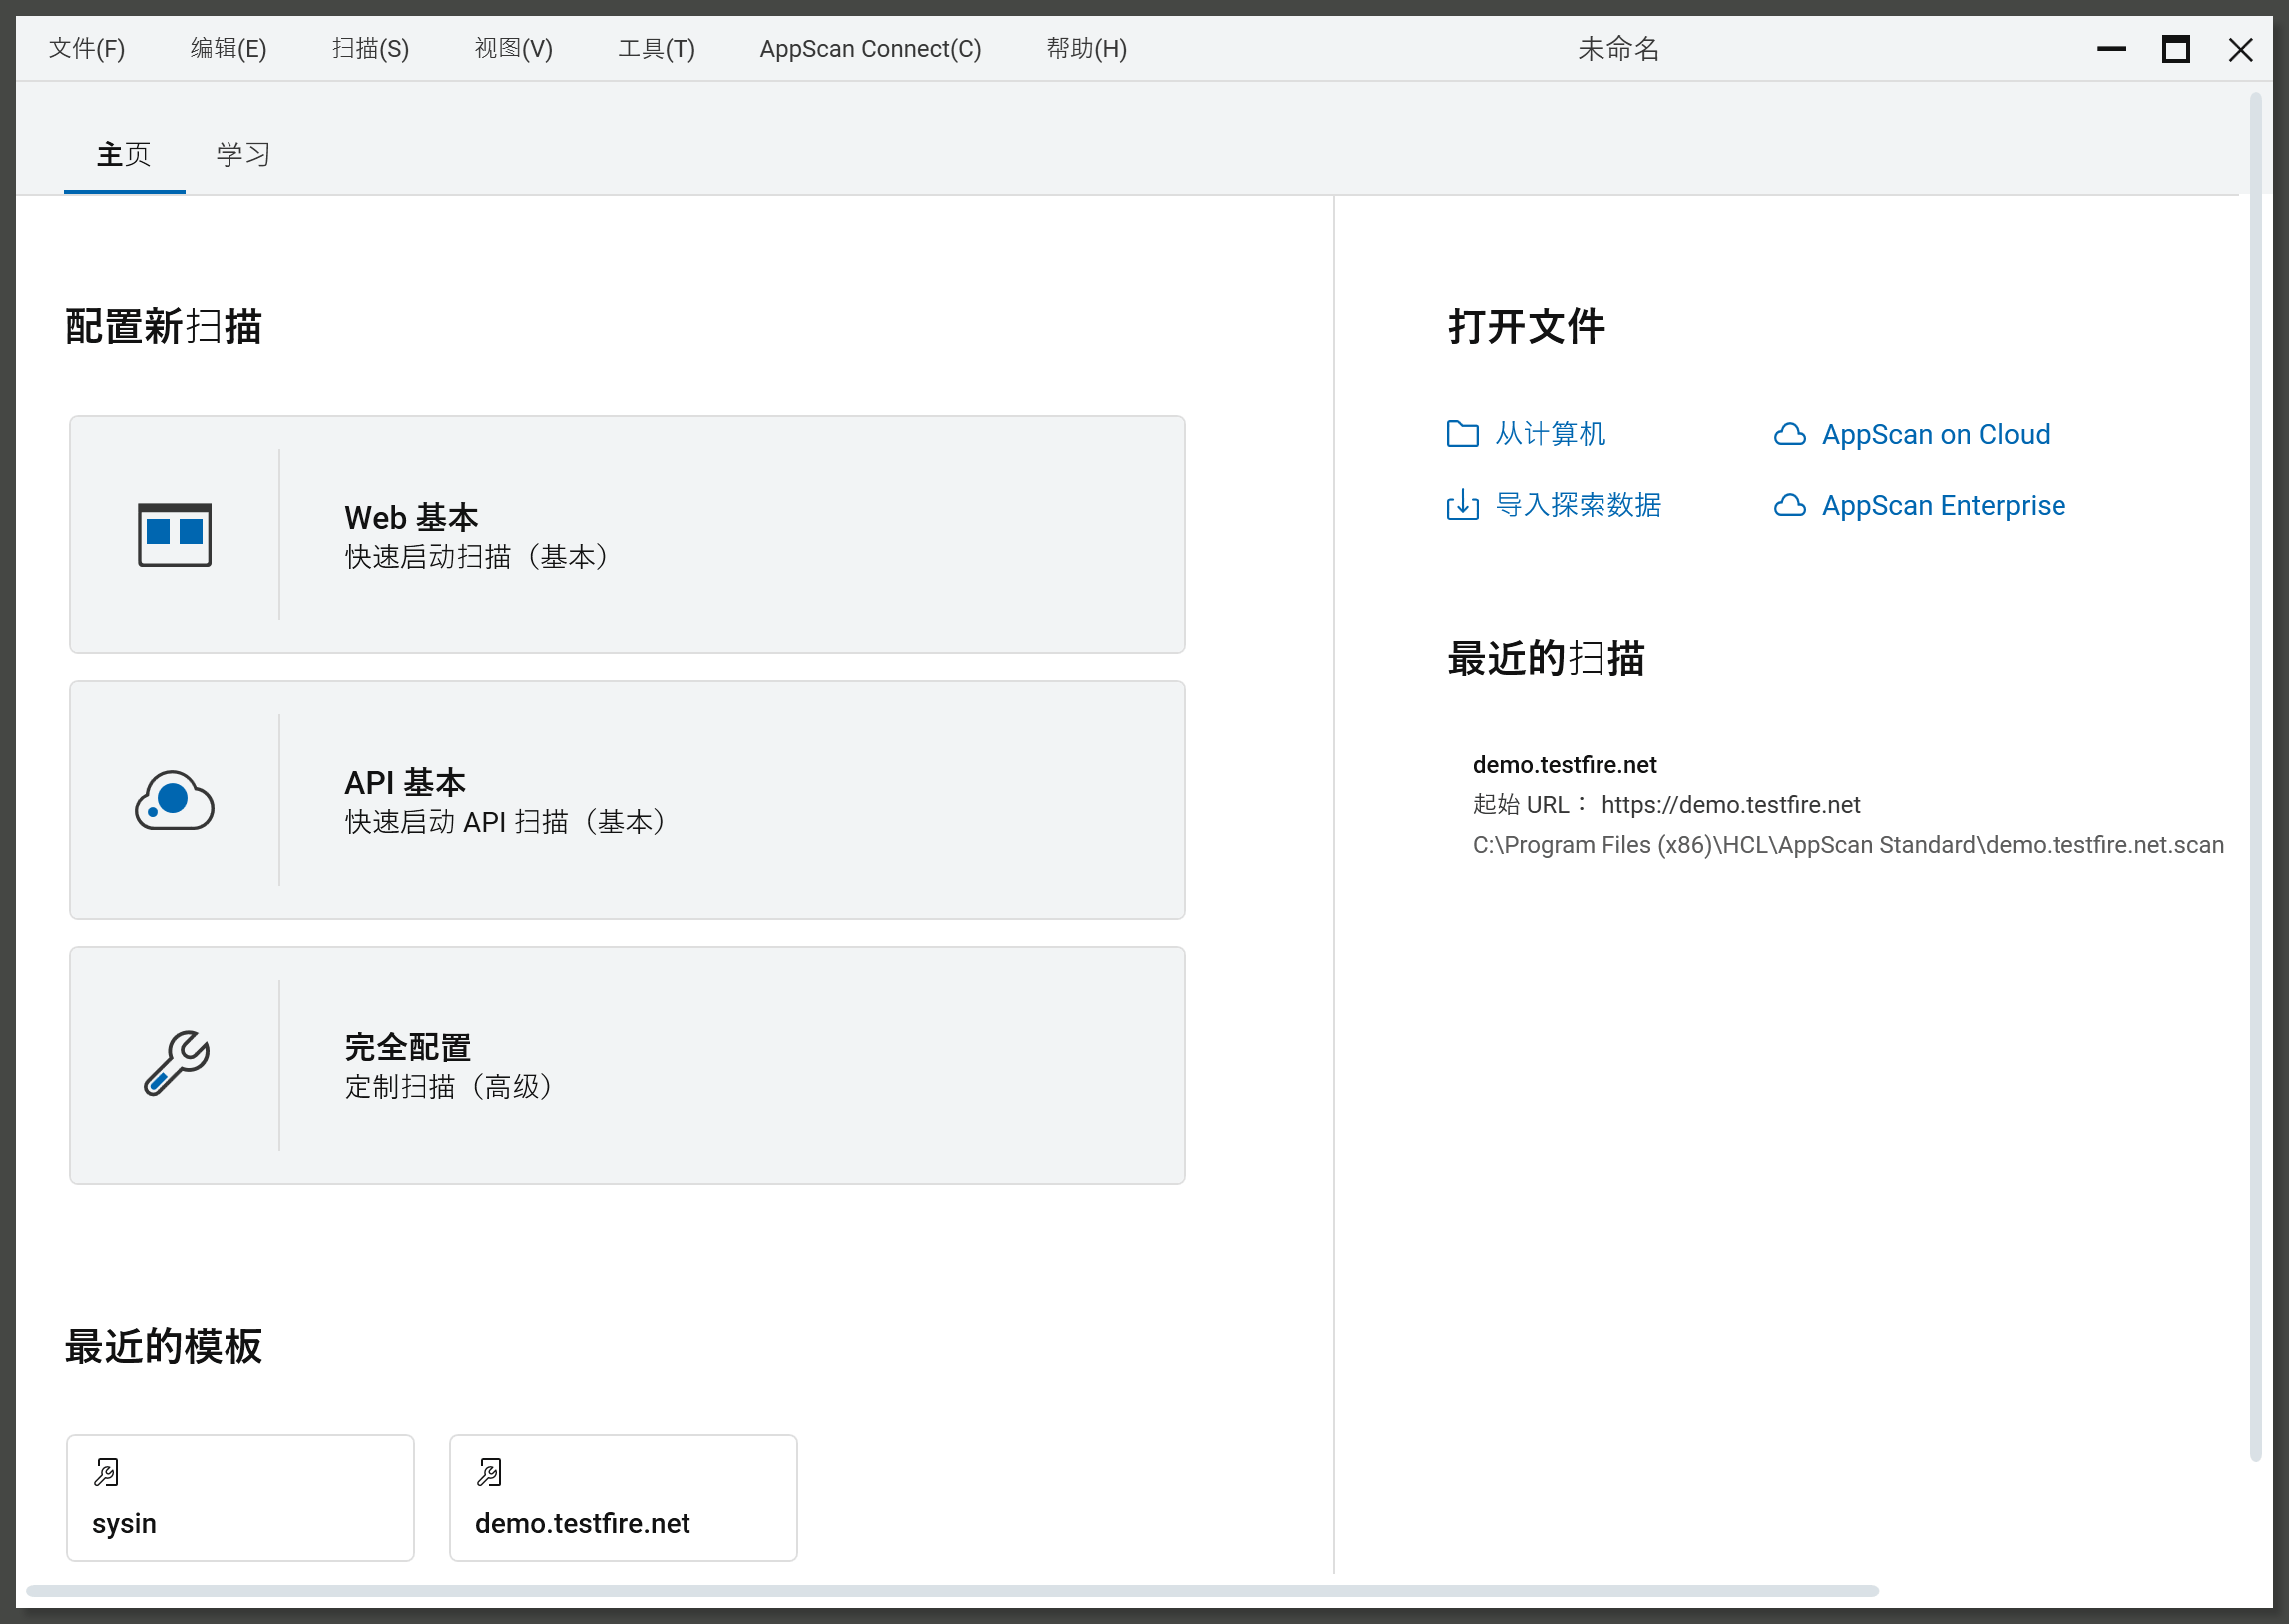 文件(F) 编辑(E) 扫描(S) 视图(V) 工具(T) AppScan Connect(C) 帮助(H) 未命名
主页 学习
配置新扫描
Web 基本
快速启动扫描（基本）
API 基本
快速启动 API 扫描（基本）
完全配置
定制扫描（高级）
最近的模板
sysin
demo.testfire.net
打开文件
从计算机 AppScan on Cloud
导入探索数据 AppScan Enterprise
最近的扫描
demo.testfire.net
起始 URL： https://demo.testfire.net
C:\Program Files (x86)\HCL\AppScan Standard\demo.testfire.net.scan